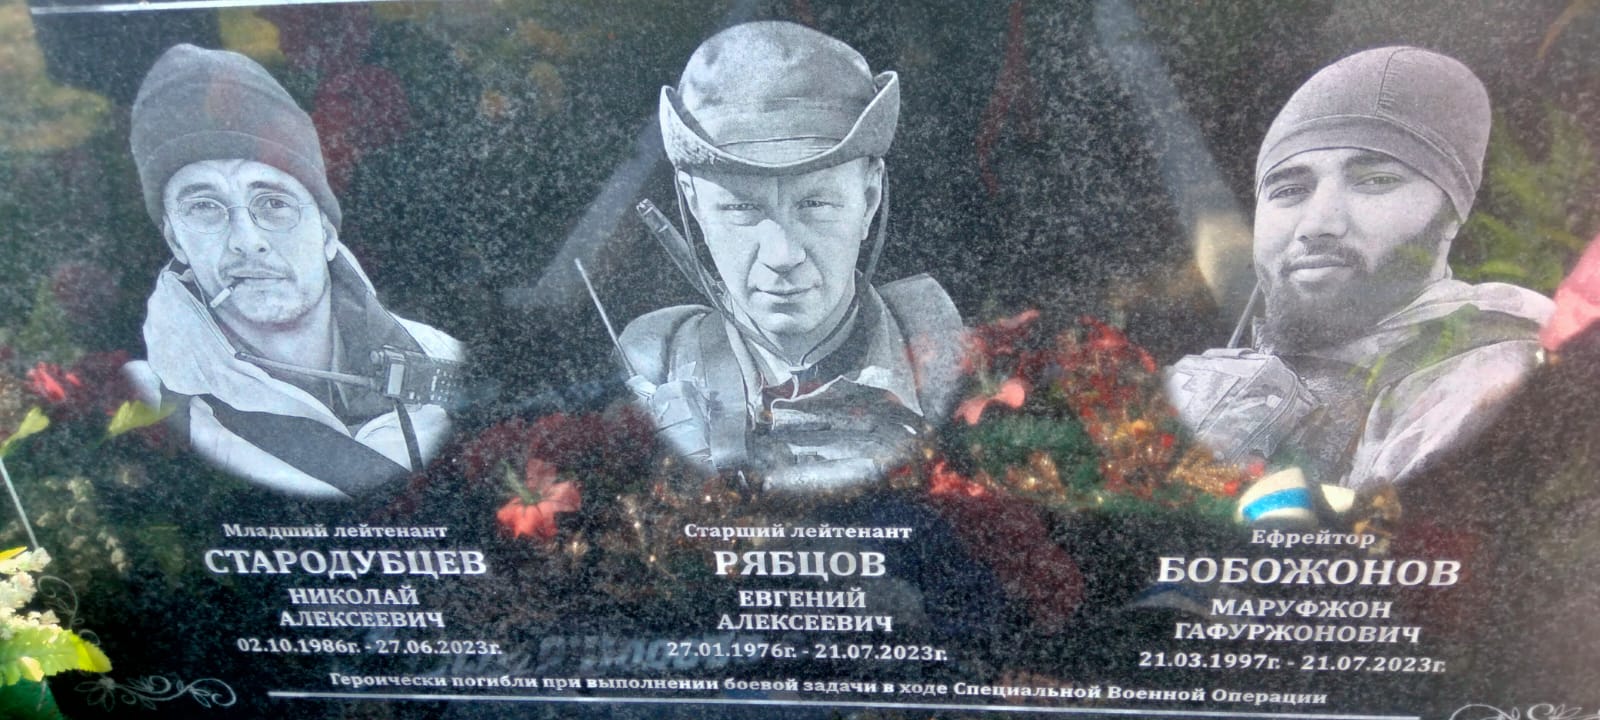 Младший лейтенант
СТАРОДУБЦЕВ
НИКОЛАЙ
АЛЕКСЕЕВИЧ
02.10.1986г. - 27.06.2023г.
Старший лейтенант
РЯБЦОВ
ЕВГЕНИЙ
АЛЕКСЕЕВИЧ
27.01.1976г. - 21.07.2023г.
Ефрейтор
БОБОЖОНОВ
МАРУФЖОН
ГАФУРЖОНОВИЧ
21.03.1997г. - 21.07.2023г.
Героически погибли при выполнении боевой задачи в ходе Специальной Военной Операции